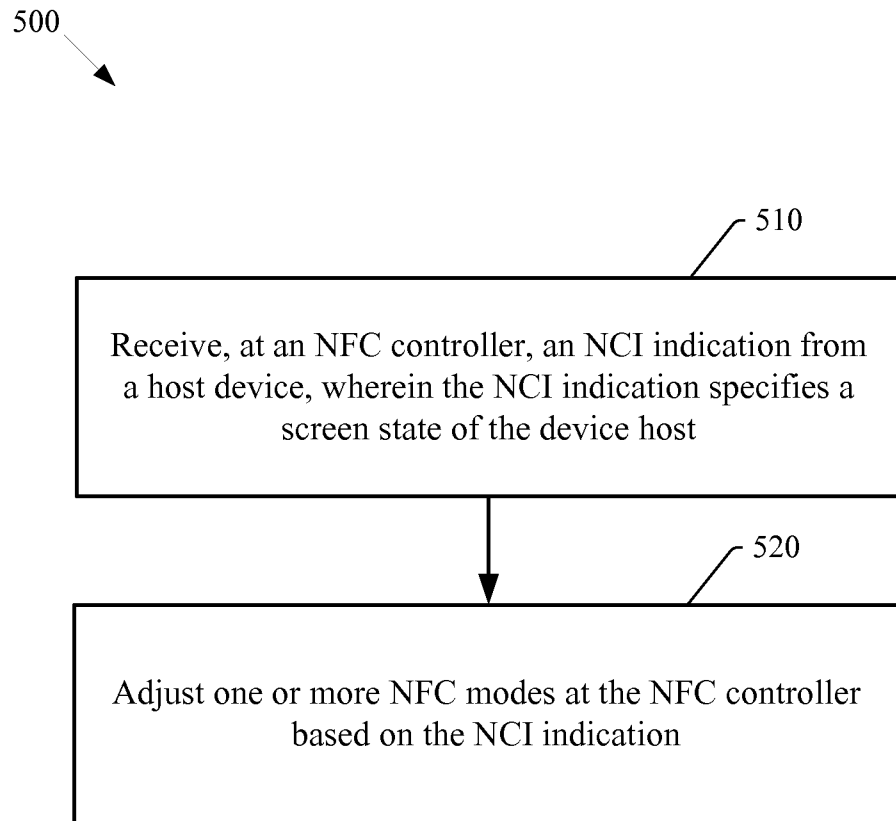 500
510
Receive, at an NFC controller, an NCI indication from
a host device, wherein the NCI indication specifies a
screen state of the device host
520
Adjust one or more NFC modes at the NFC controller
based on the NCI indication